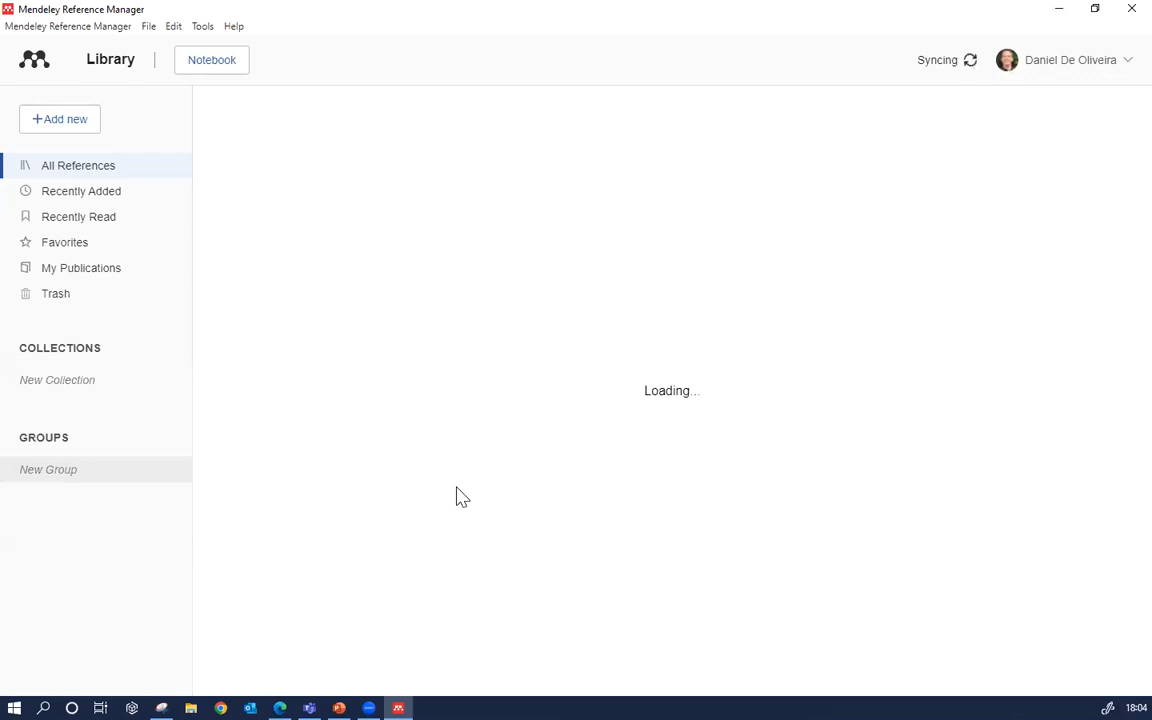 Mendeley Reference Manager
Mendeley Reference Manager File Edit Tools Help
Library Notebook Syncing Daniel De Oliveira
+Add new
All References
Recently Added
Recently Read
Favorites
My Publications
Trash
COLLECTIONS
New Collection
Loading...
GROUPS
New Group
18:04